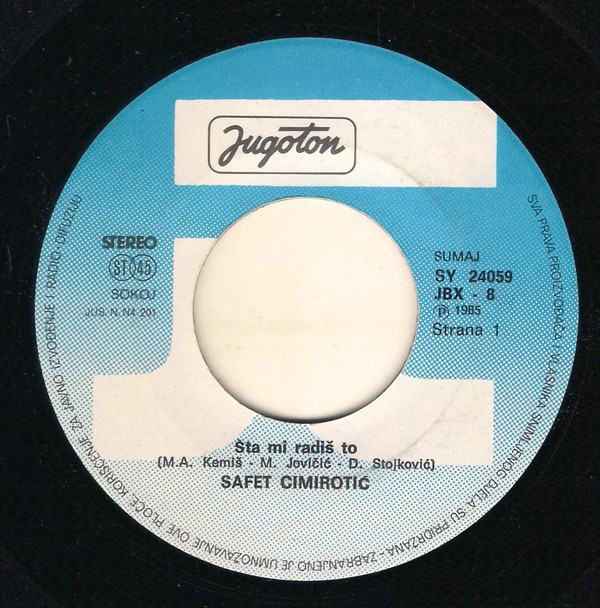 Jugoton
STEREO
ST 45
SOKOJ
JUS. N. N4 201
SUMAJ
SY 24059
JBX - 8
(P) 1985
Strana 1
Šta mi radiš to
(M.A. Kemiš - M. Jovičić - D. Stojković)
SAFET CIMIROTIĆ
SVA PRAVA PROIZVOĐAČA I VLASNIKA SNIMLJENOG DJELA SU PRIDRŽANA - ZABRANJENO JE UMNOŽAVANJE OVE PLOČE, KORIŠĆENJE ZA JAVNO IZVOĐENJE I RADIO-DIFUZIJU